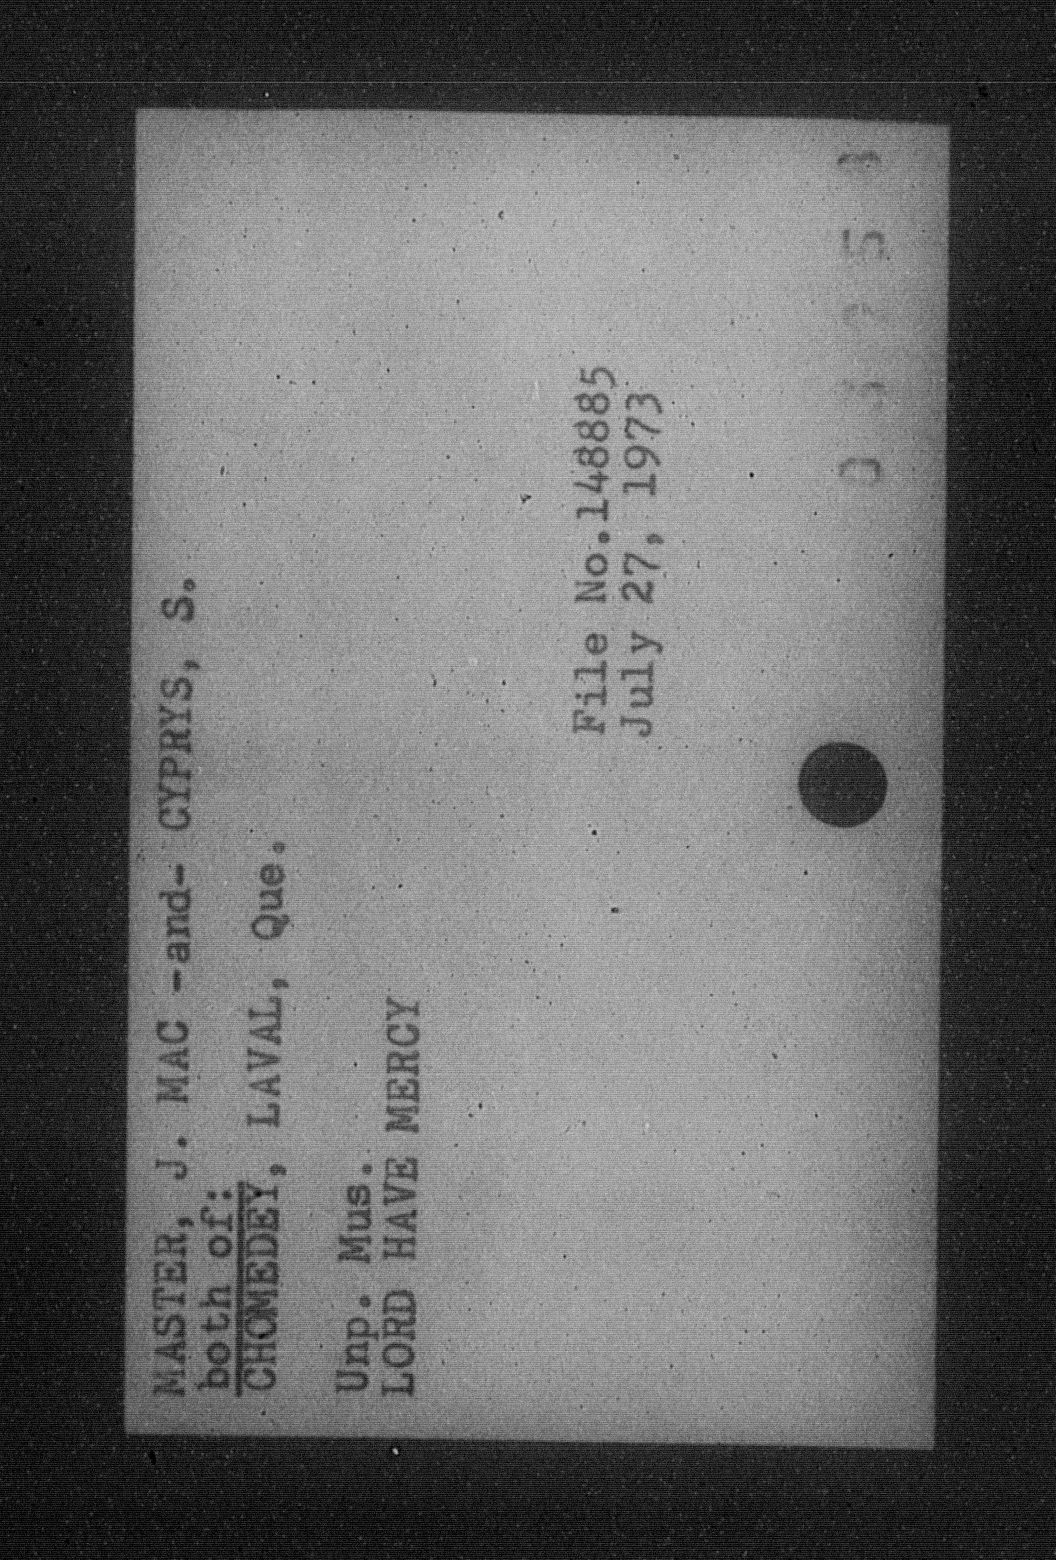 MASTER, J. MAC -and- CYPRYS, S.
both of:
CHOMEDEY, LAVAL, Que.
Unp. Mus.
LORD HAVE MERCY
File No.148885
July 27, 1973